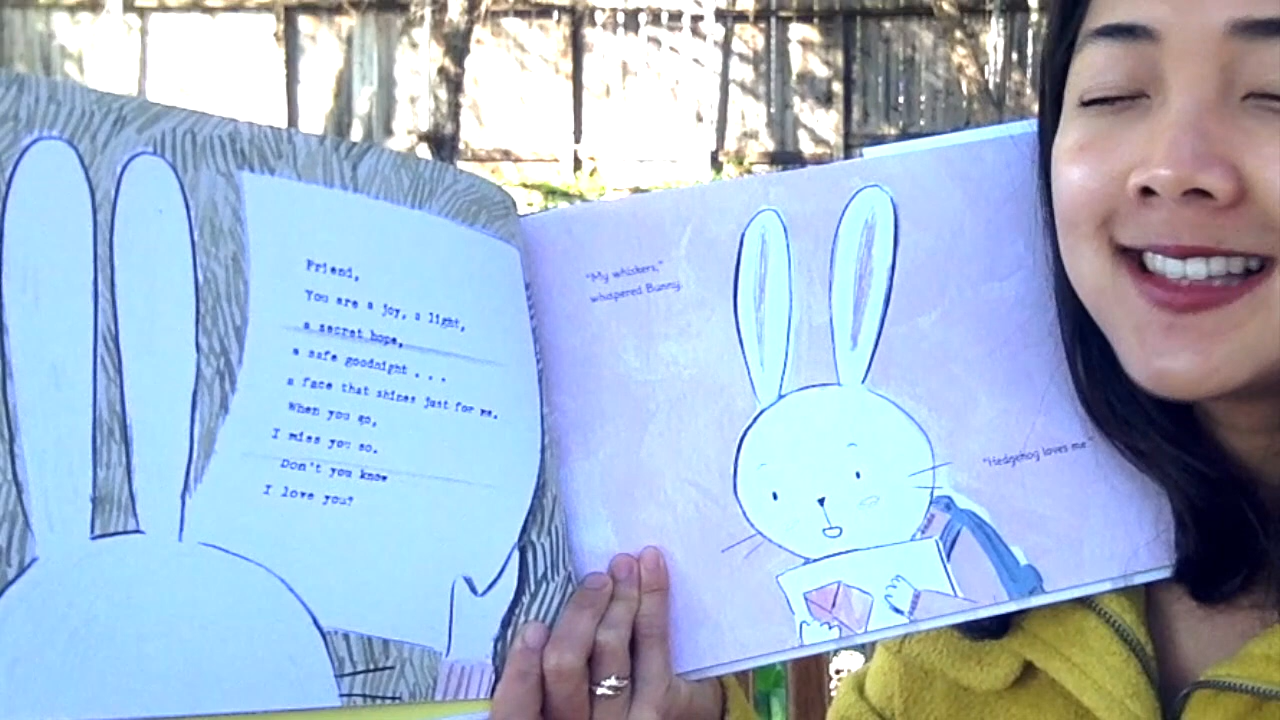 Friend,
You are a joy, a light,
a secret hope,
a safe goodnight . . .
a face that shines just for me.
When you go,
I miss you so.
Don't you know
I love you?
"My whiskers,"
whispered Bunny.
"Hedgehog loves me"